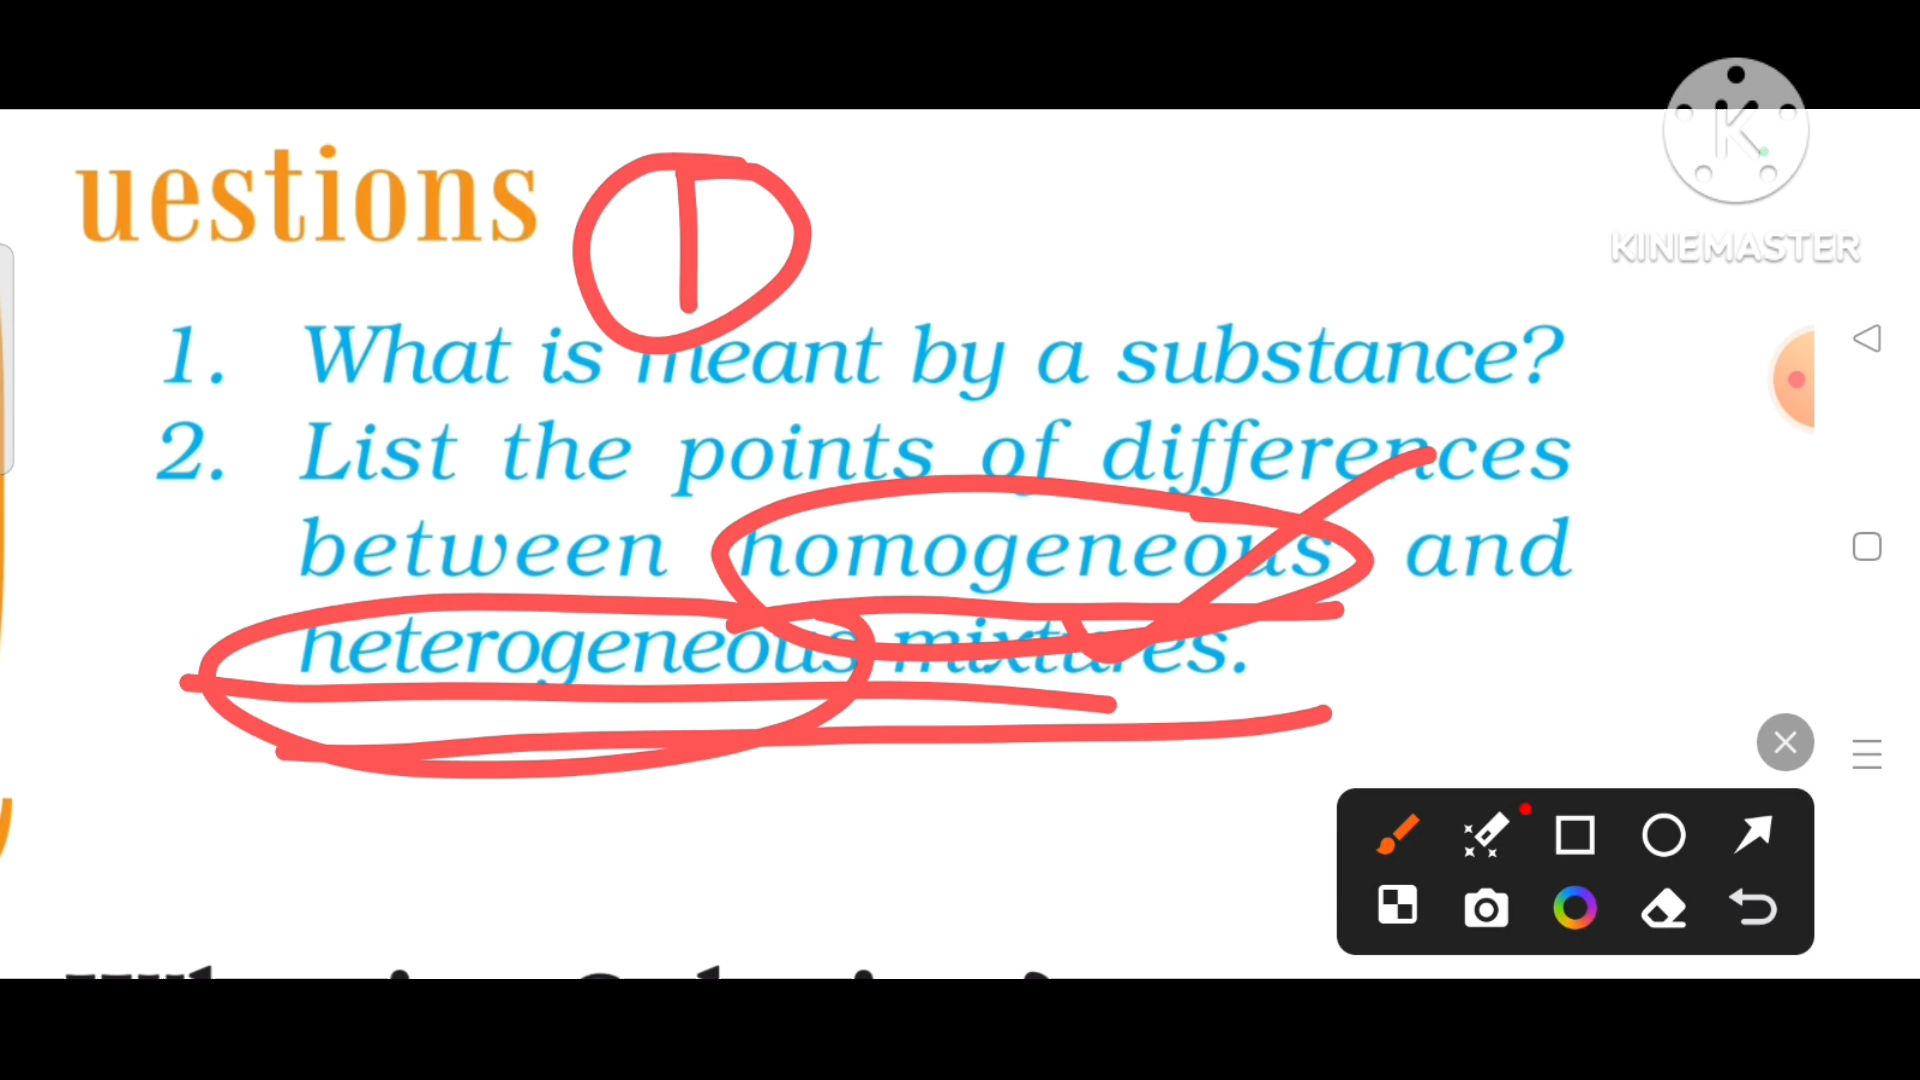 uestions
1
KINEMASTER
1. What is meant by a substance?
2. List the points of differences
between homogeneous and
heterogeneous mixtures.